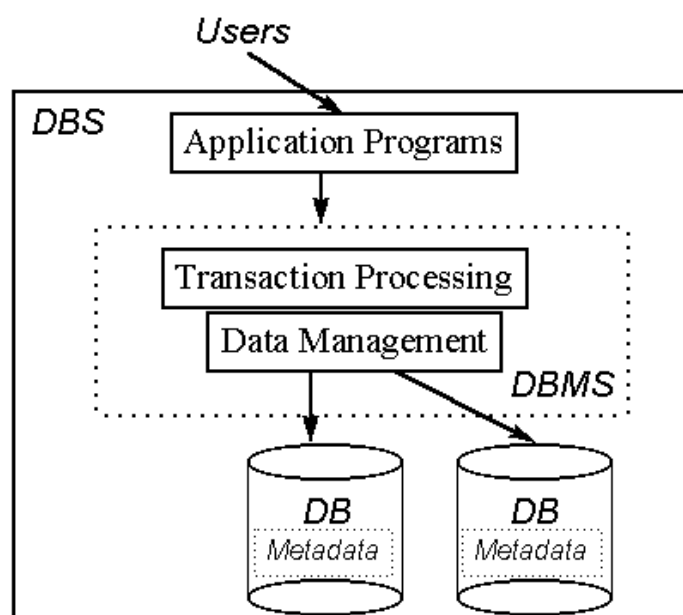 Users
DBS
Application Programs
Transaction Processing
Data Management
DBMS
DB
Metadata
DB
Metadata